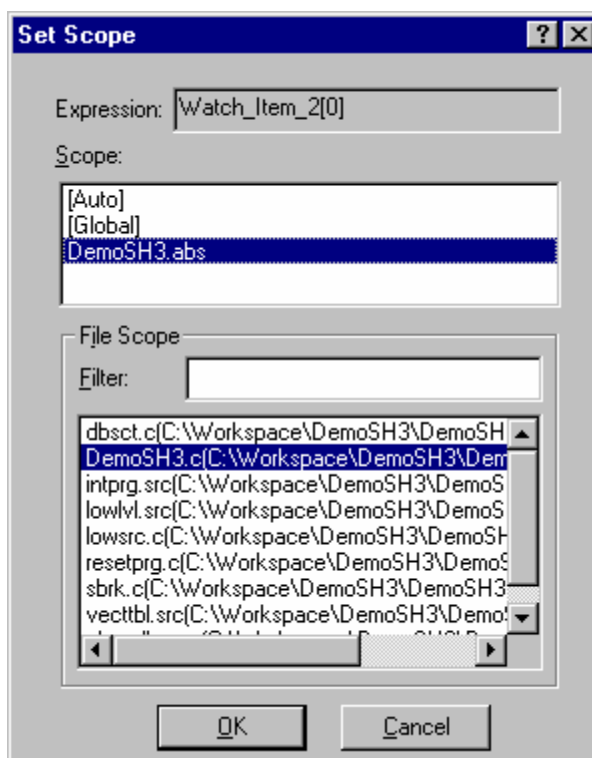 Set Scope
Expression: Watch_Item_2[0]
Scope:
[Auto]
[Global]
DemoSH3.abs
File Scope
Filter:
dbsct.c(C:\Workspace\DemoSH3\DemoSH
DemoSH3.c(C:\Workspace\DemoSH3\Dem
intprg.src(C:\Workspace\DemoSH3\DemoS
lowlvl.src(C:\Workspace\DemoSH3\DemoS
lowsrc.c(C:\Workspace\DemoSH3\DemoSH
resetprg.c(C:\Workspace\DemoSH3\DemoS
sbrk.c(C:\Workspace\DemoSH3\DemoSH3
vecttbl.src(C:\Workspace\DemoSH3\Demo
OK Cancel